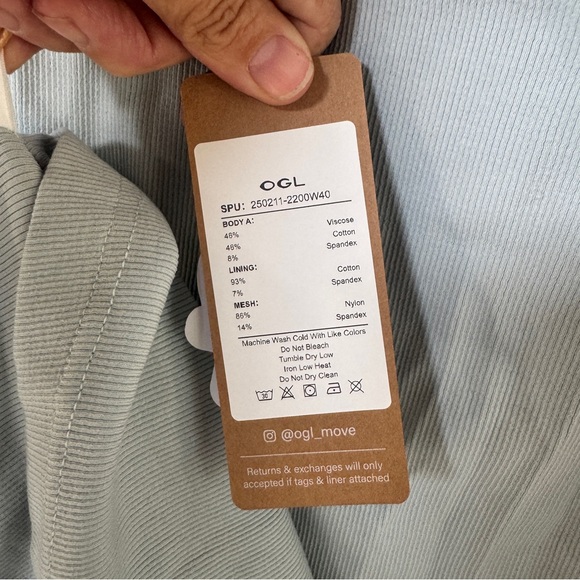 OGL
SPU: 250211-2200W40
BODY A: Viscose
46% Cotton
46% Spandex
8%
LINING: Cotton
93% Spandex
7%
MESH: Nylon
86% Spandex
14%
Machine Wash Cold With Like Colors
Do Not Bleach
Tumble Dry Low
Iron Low Heat
Do Not Dry Clean
30
@ogl_move
Returns & exchanges will only
accepted if tags & liner attached